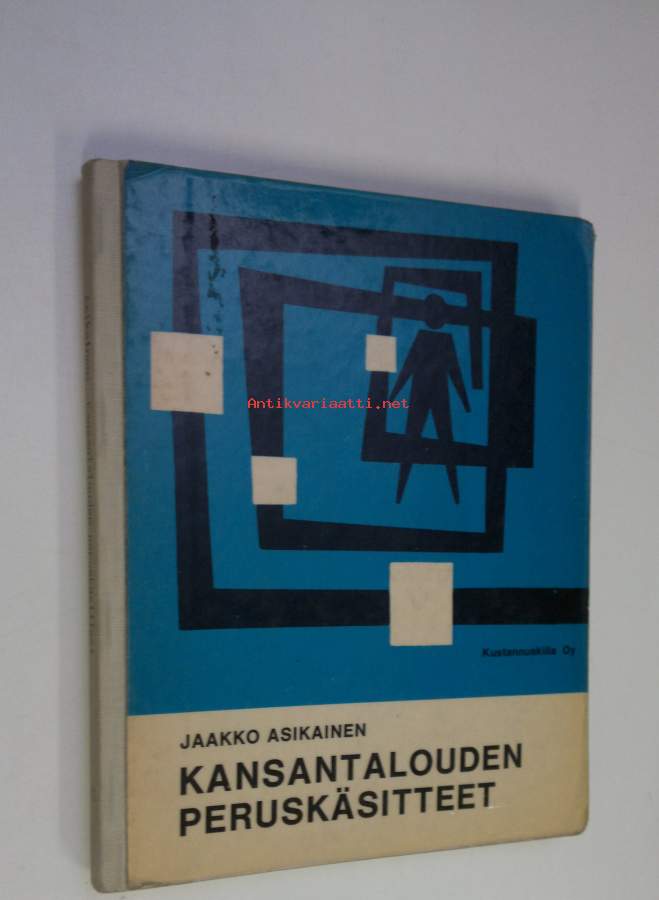 Antikvariaatti.net
Kustannuskiila Oy
JAAKKO ASIKAINEN
KANSANTALOUDEN
PERUSKÄSITTEET